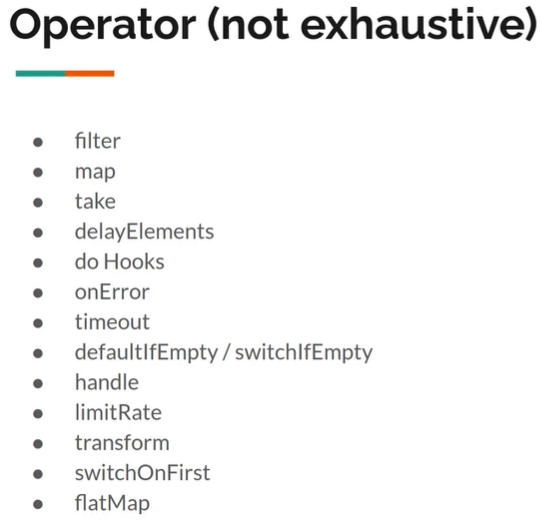 Operator (not exhaustive)
● filter
● map
● take
● delayElements
● do Hooks
● onError
● timeout
● defaultIfEmpty / switchIfEmpty
● handle
● limitRate
● transform
● switchOnFirst
● flatMap